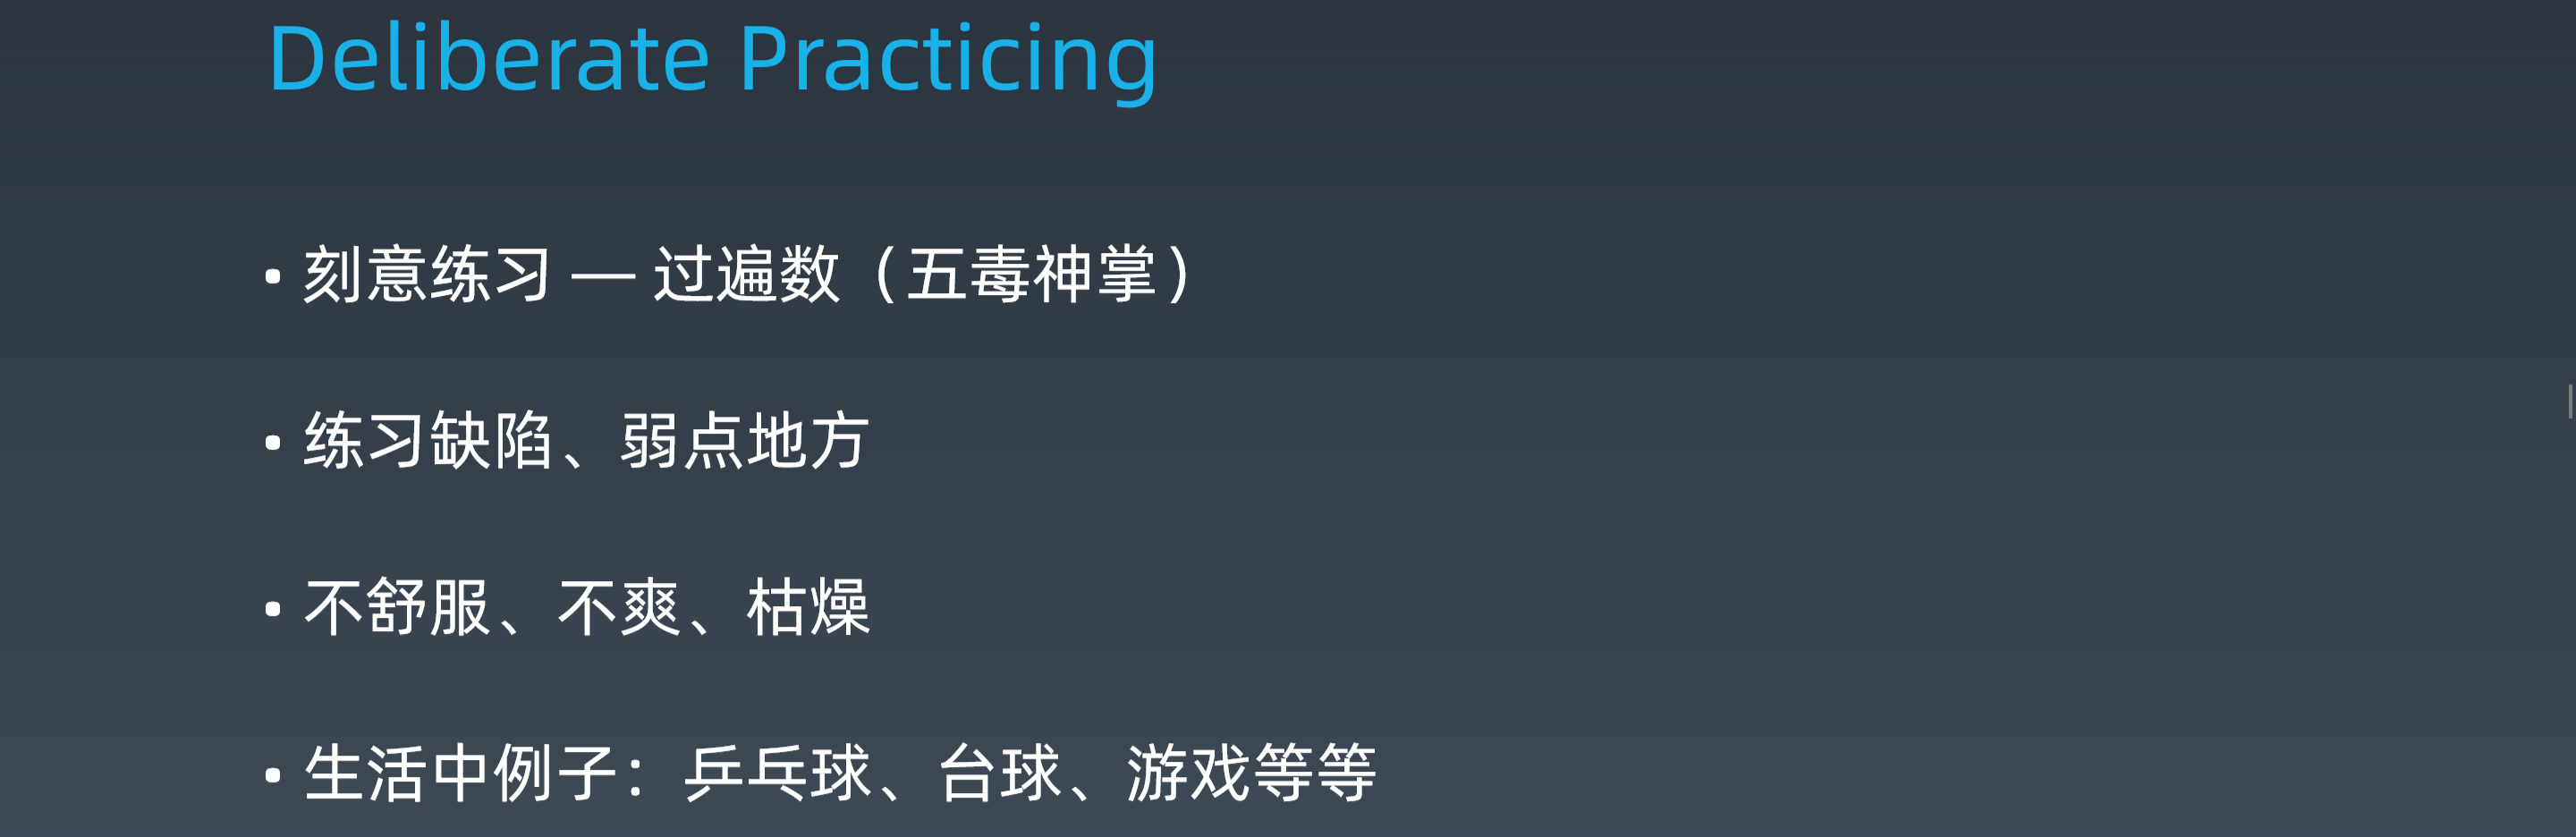 Deliberate Practicing
• 刻意练习 — 过遍数（五毒神掌）
• 练习缺陷、弱点地方
• 不舒服、不爽、枯燥
• 生活中例子：乒乓球、台球、游戏等等